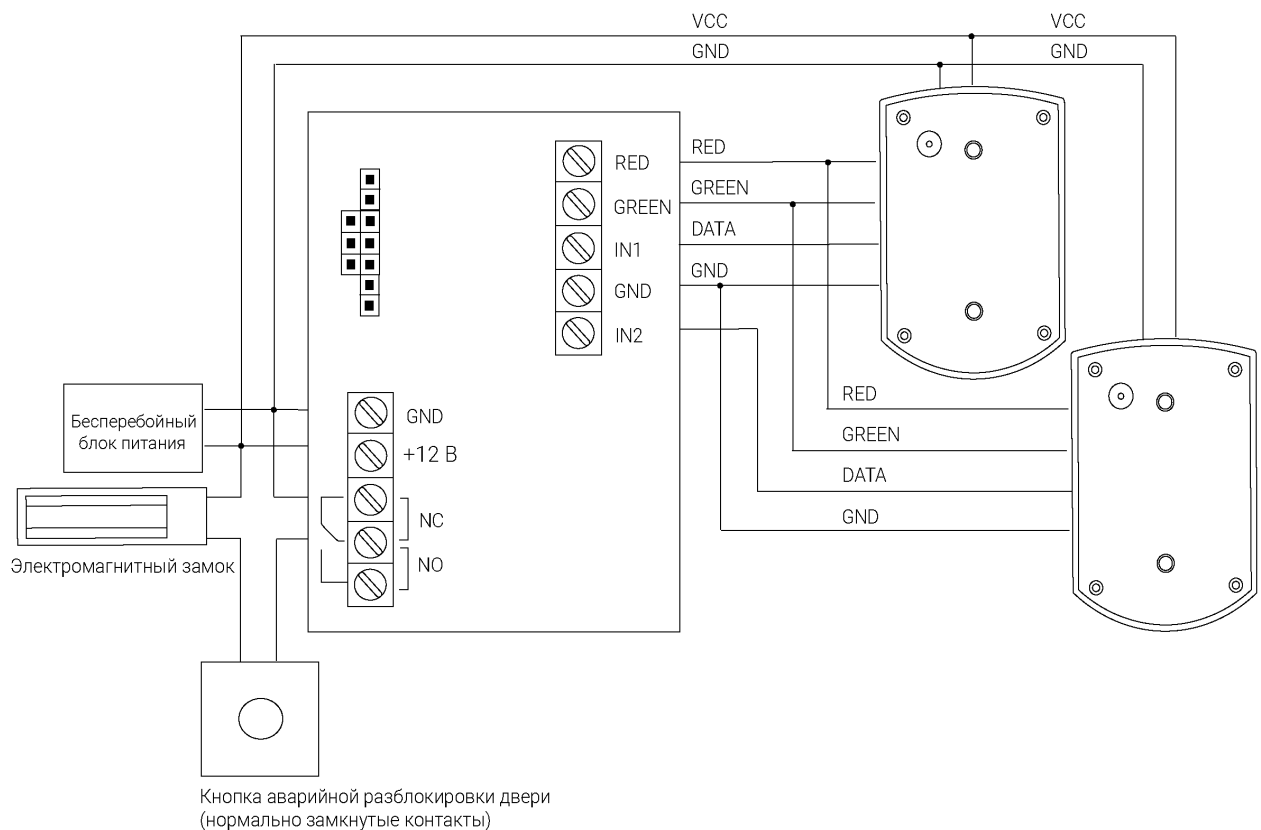 VCC
VCC
GND
GND
RED
RED
GREEN
GREEN
IN1
DATA
GND
GND
IN2
RED
GREEN
DATA
GND
Бесперебойный
блок питания
GND
+12 В
NC
NO
Электромагнитный замок
Кнопка аварийной разблокировки двери
(нормально замкнутые контакты)